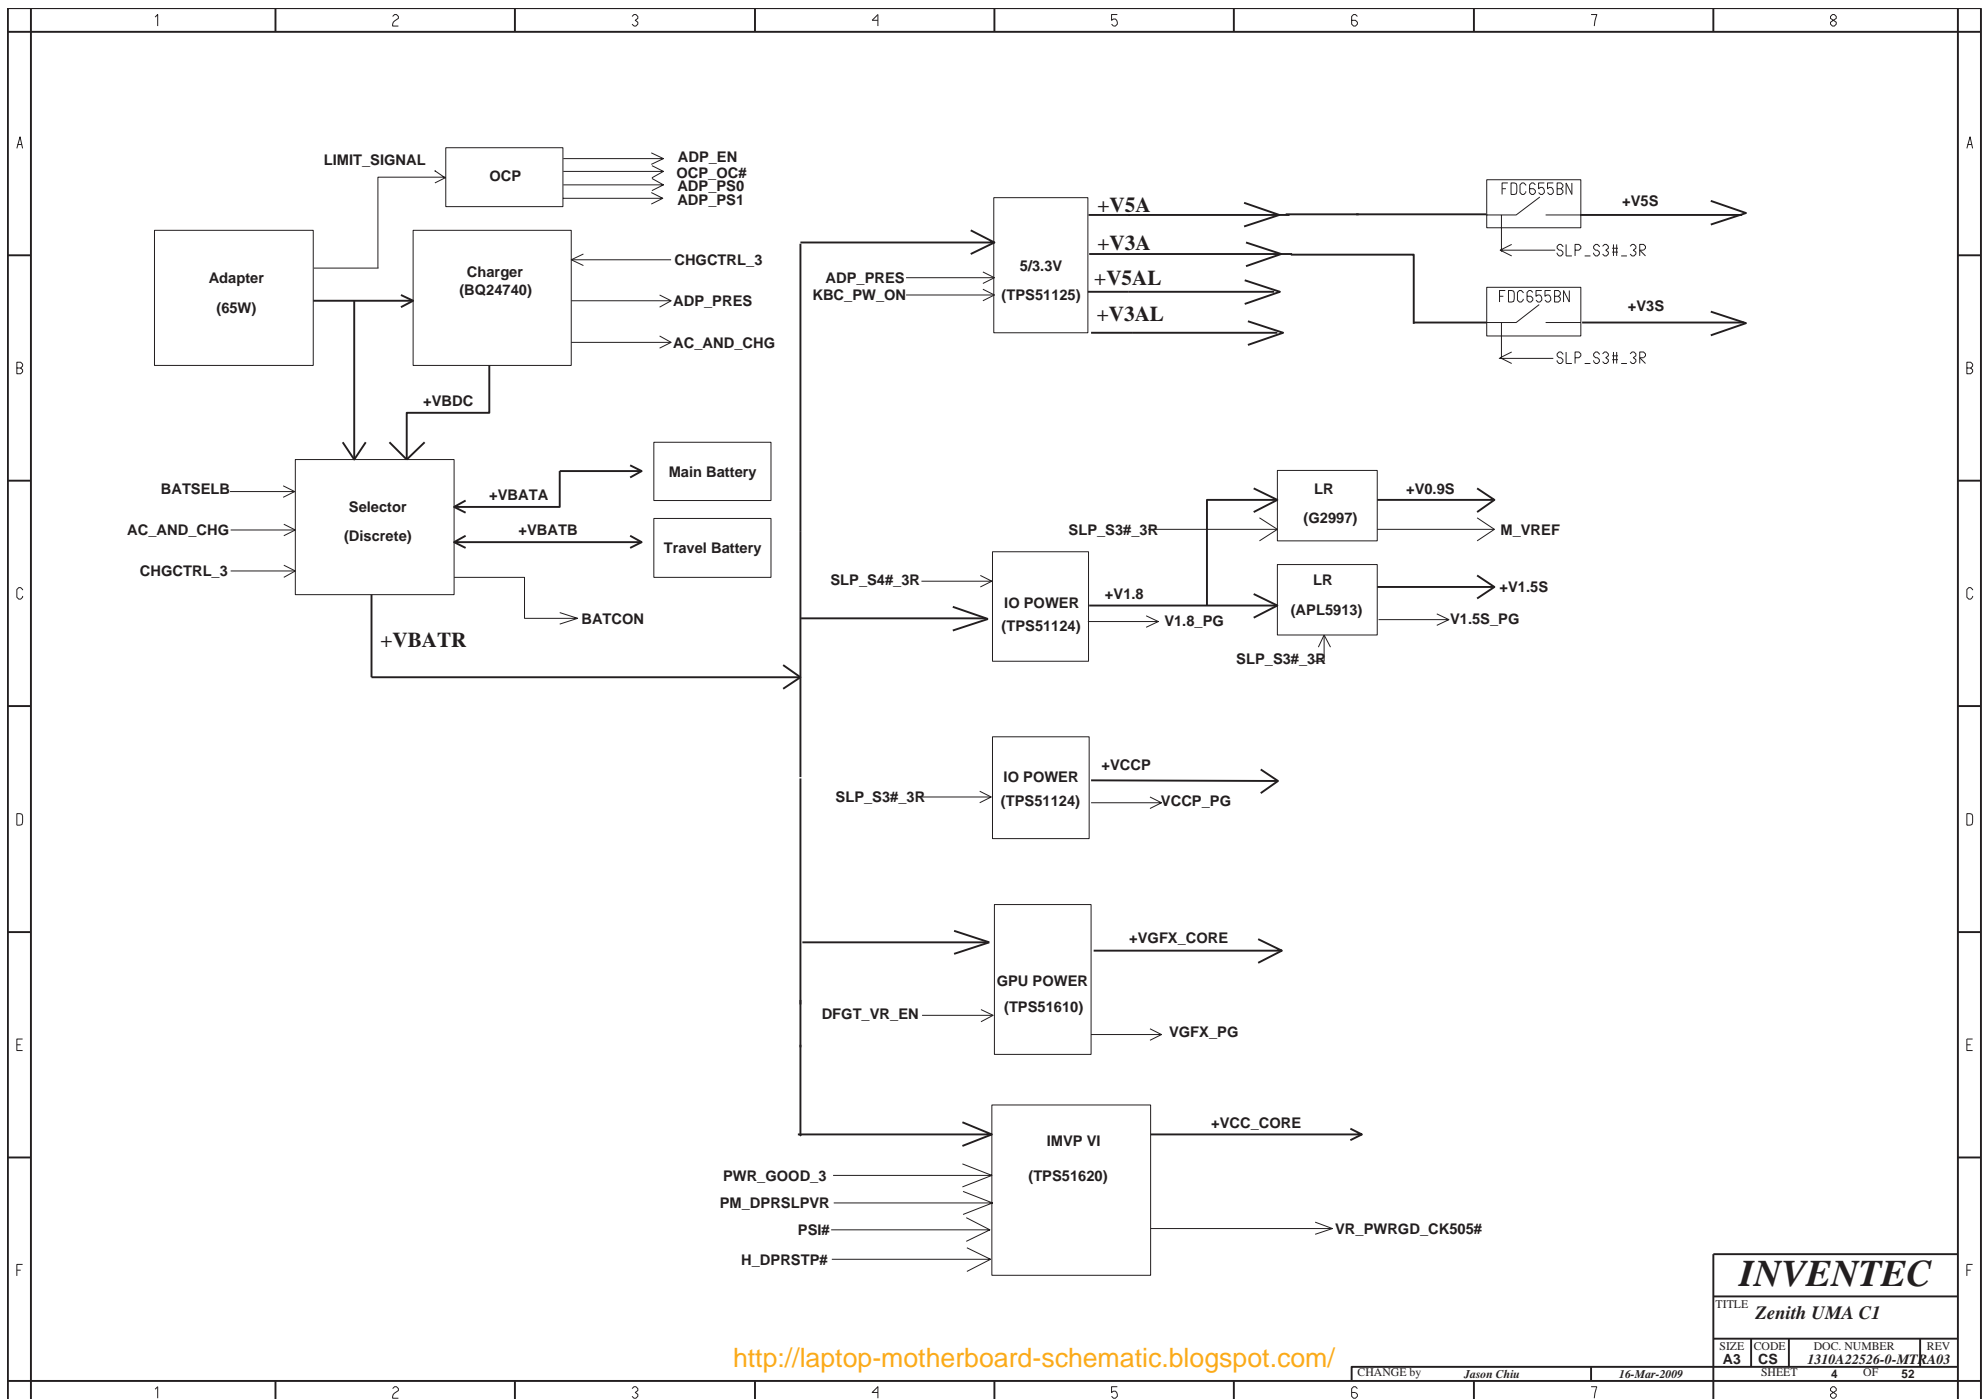 1 2 3 4 5 6 7 8
A
A
LIMIT_SIGNAL
OCP
ADP_EN
OCP_OC#
ADP_PS0
ADP_PS1
Adapter
(65W)
Charger
(BQ24740)
CHGCTRL_3
ADP_PRES
AC_AND_CHG
+VBDC
B
B
5/3.3V
(TPS51125)
ADP_PRES
KBC_PW_ON
+V5A
+V3A
+V5AL
+V3AL
FDC655BN
+V5S
SLP_S3#_3R
FDC655BN
+V3S
SLP_S3#_3R
BATSELB
AC_AND_CHG
CHGCTRL_3
Selector
(Discrete)
+VBATA
+VBATB
Main Battery
Travel Battery
BATCON
+VBATR
C
C
SLP_S4#_3R
IO POWER
(TPS51124)
+V1.8
V1.8_PG
SLP_S3#_3R
LR
(G2997)
+V0.9S
M_VREF
LR
(APL5913)
+V1.5S
V1.5S_PG
SLP_S3#_3R
D
D
SLP_S3#_3R
IO POWER
(TPS51124)
+VCCP
VCCP_PG
E
E
DFGT_VR_EN
GPU POWER
(TPS51610)
+VGFX_CORE
VGFX_PG
IMVP VI
(TPS51620)
+VCC_CORE
PWR_GOOD_3
PM_DPRSLPVR
PSI#
H_DPRSTP#
VR_PWRGD_CK505#
F
F
INVENTEC
TITLE Zenith UMA C1
SIZE CODE DOC. NUMBER REV
A3 CS 1310A22526-0-MTR A03
CHANGE by Jason Chiu 16-Mar-2009 SHEET 4 OF 52
http://laptop-motherboard-schematic.blogspot.com/
1 2 3 4 5 6 7 8